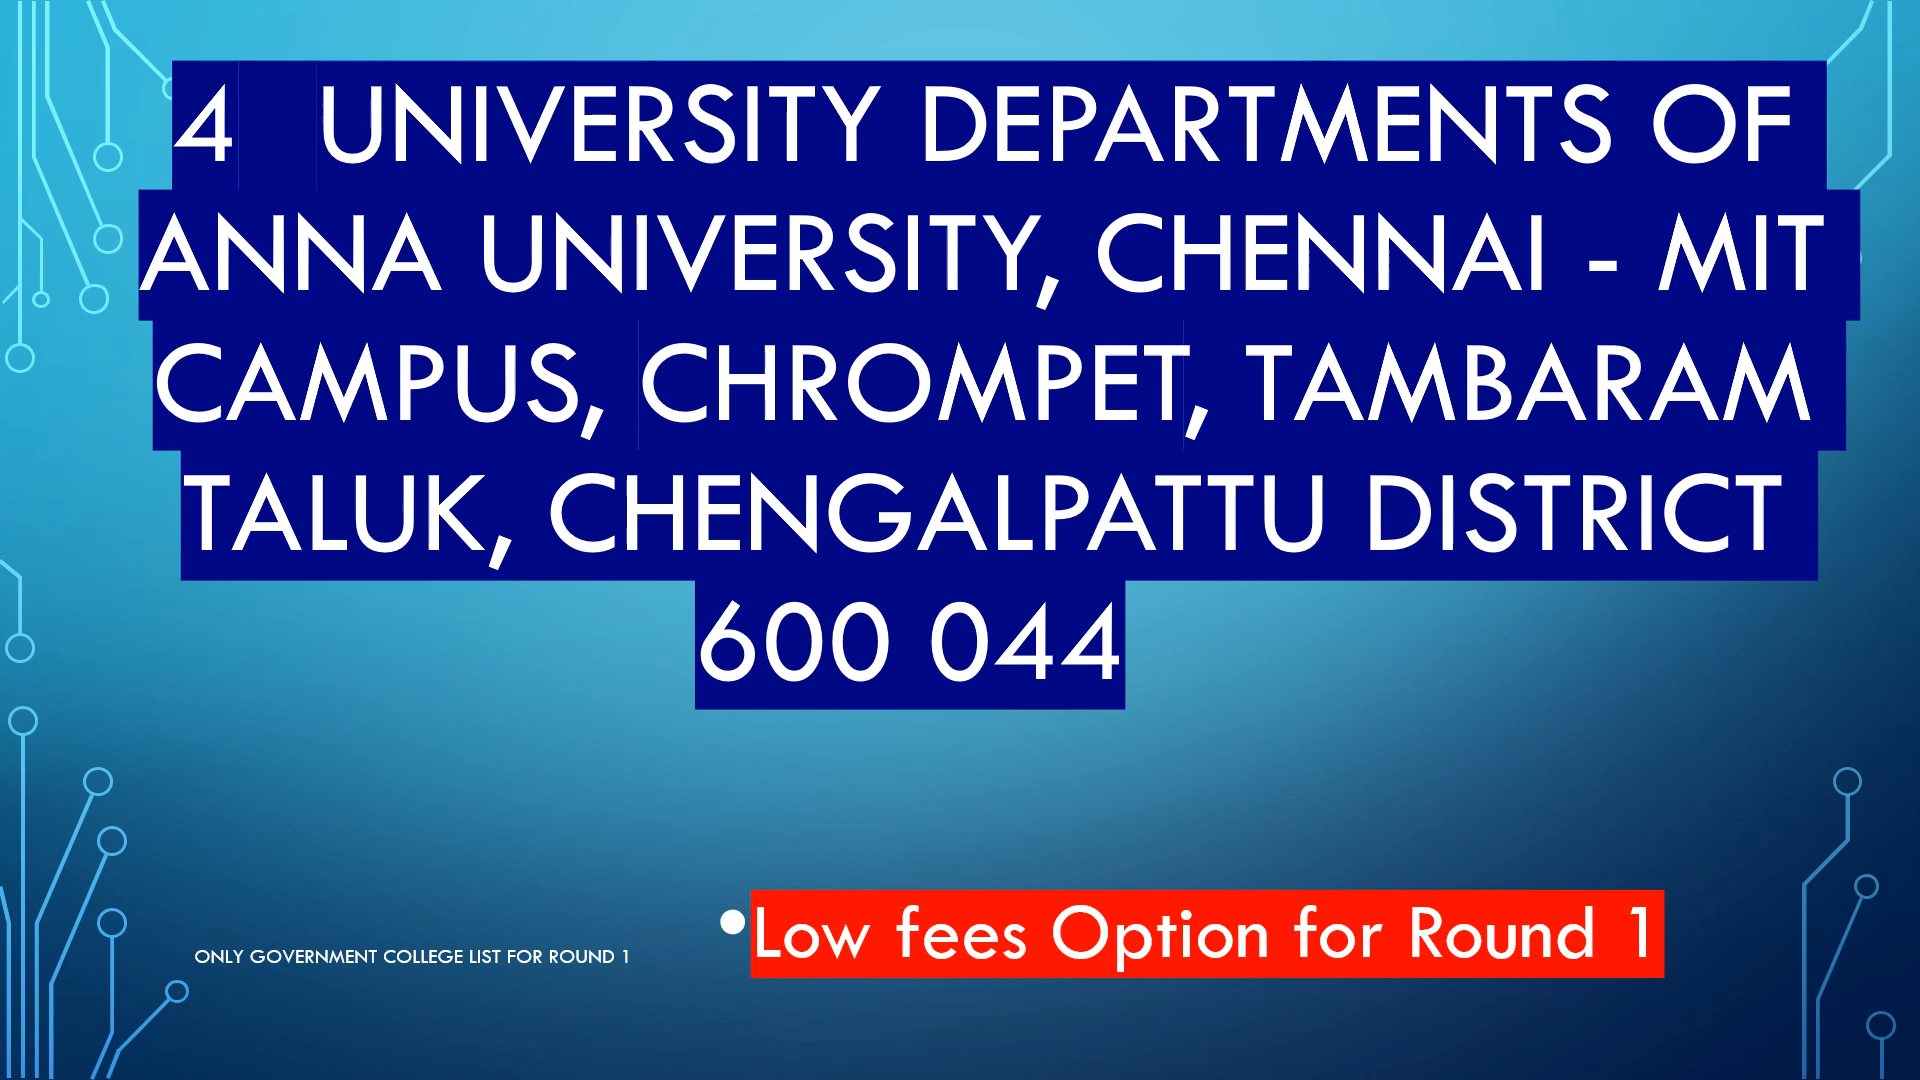 4 UNIVERSITY DEPARTMENTS OF
ANNA UNIVERSITY, CHENNAI - MIT
CAMPUS, CHROMPET, TAMBARAM
TALUK, CHENGALPATTU DISTRICT
600 044
ONLY GOVERNMENT COLLEGE LIST FOR ROUND 1
•Low fees Option for Round 1